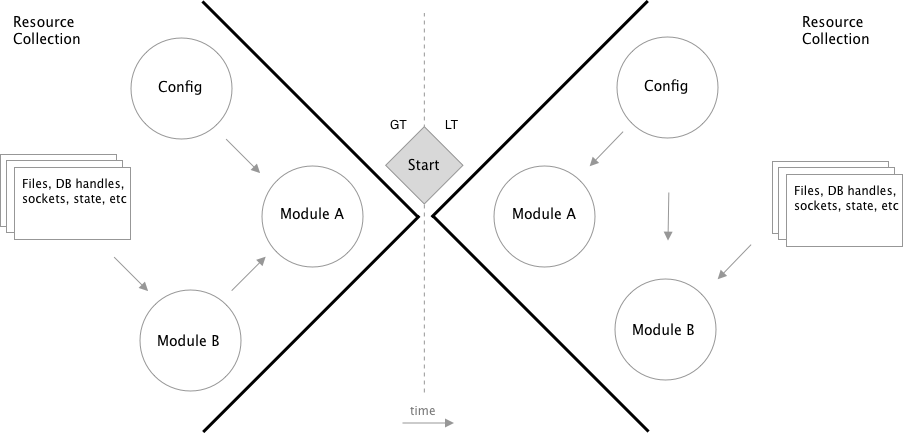 Resource
Collection
Config
Files, DB handles,
sockets, state, etc
Module A
Module B
GT
LT
Start
time
Resource
Collection
Config
Module A
Files, DB handles,
sockets, state, etc
Module B